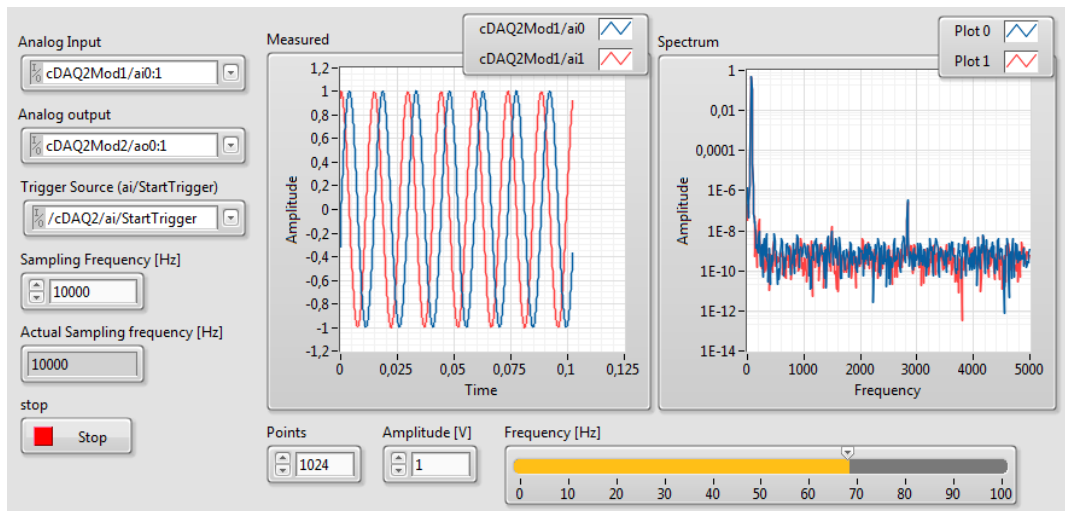 Analog Input
I/O cDAQ2Mod1/ai0:1
Analog output
I/O cDAQ2Mod2/ao0:1
Trigger Source (ai/StartTrigger)
I/O /cDAQ2/ai/StartTrigger
Sampling Frequency [Hz]
10000
Actual Sampling frequency [Hz]
10000
stop
Stop
Measured
cDAQ2Mod1/ai0
cDAQ2Mod1/ai1
1,2
1
0,8
0,6
0,4
0,2
0
-0,2
-0,4
-0,6
-0,8
-1
-1,2
Amplitude
0 0,025 0,05 0,075 0,1 0,125
Time
Spectrum
Plot 0
Plot 1
1
0,01
0,0001
1E-6
1E-8
1E-10
1E-12
1E-14
Amplitude
0 1000 2000 3000 4000 5000
Frequency
Points
1024
Amplitude [V]
1
Frequency [Hz]
0 10 20 30 40 50 60 70 80 90 100